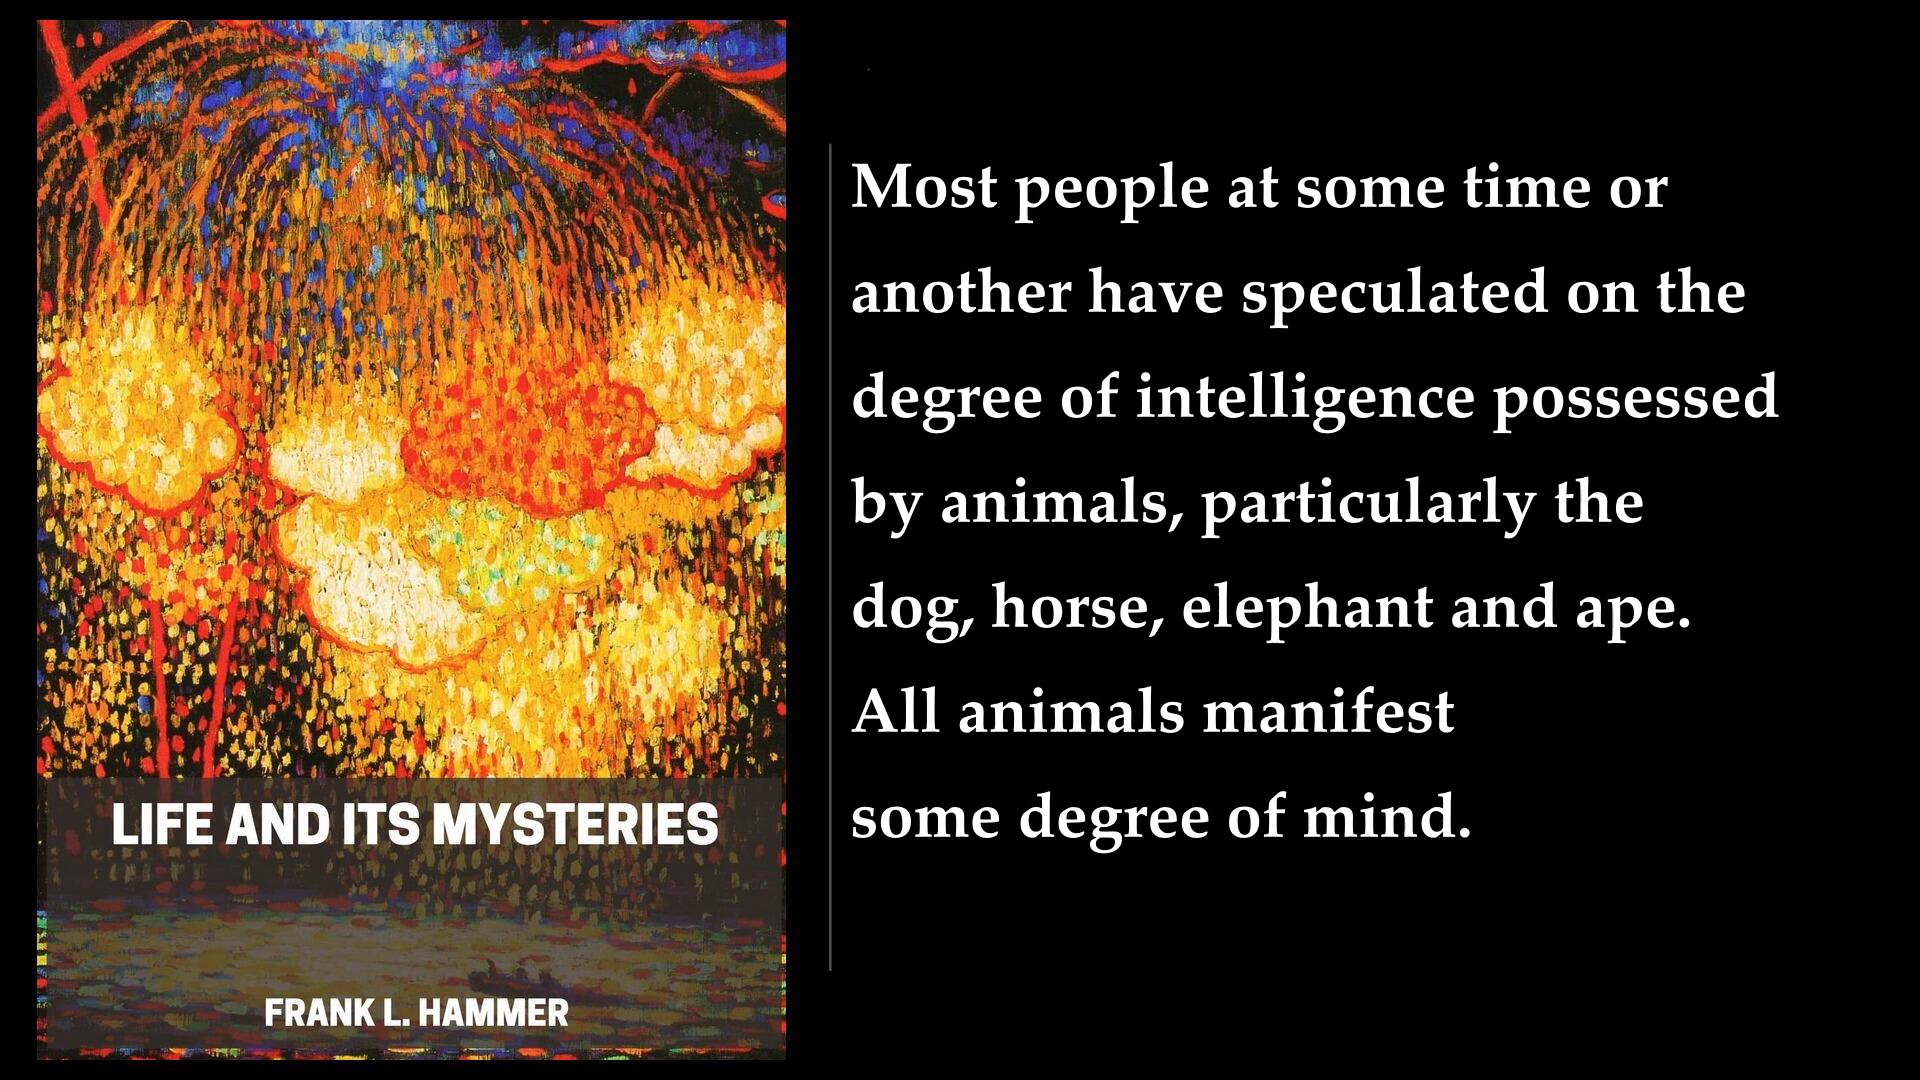 LIFE AND ITS MYSTERIES
FRANK L. HAMMER
Most people at some time or
another have speculated on the
degree of intelligence possessed
by animals, particularly the
dog, horse, elephant and ape.
All animals manifest
some degree of mind.